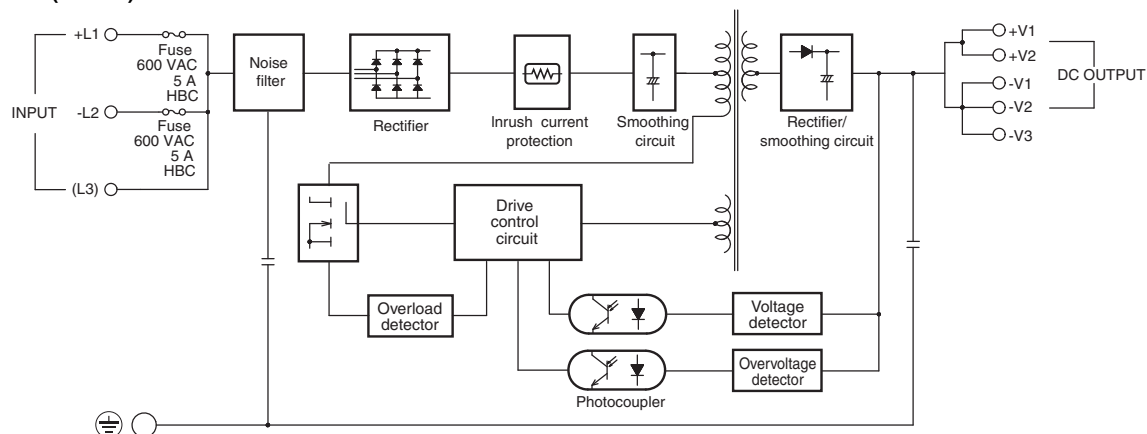 +L1
Fuse
600 VAC
5 A
HBC
INPUT
-L2
Fuse
600 VAC
5 A
HBC
(L3)
Noise
filter
Rectifier
Inrush current
protection
Smoothing
circuit
Rectifier/
smoothing circuit
+V1
+V2
-V1
-V2
-V3
DC OUTPUT
Drive
control
circuit
Overload
detector
Voltage
detector
Overvoltage
detector
Photocoupler